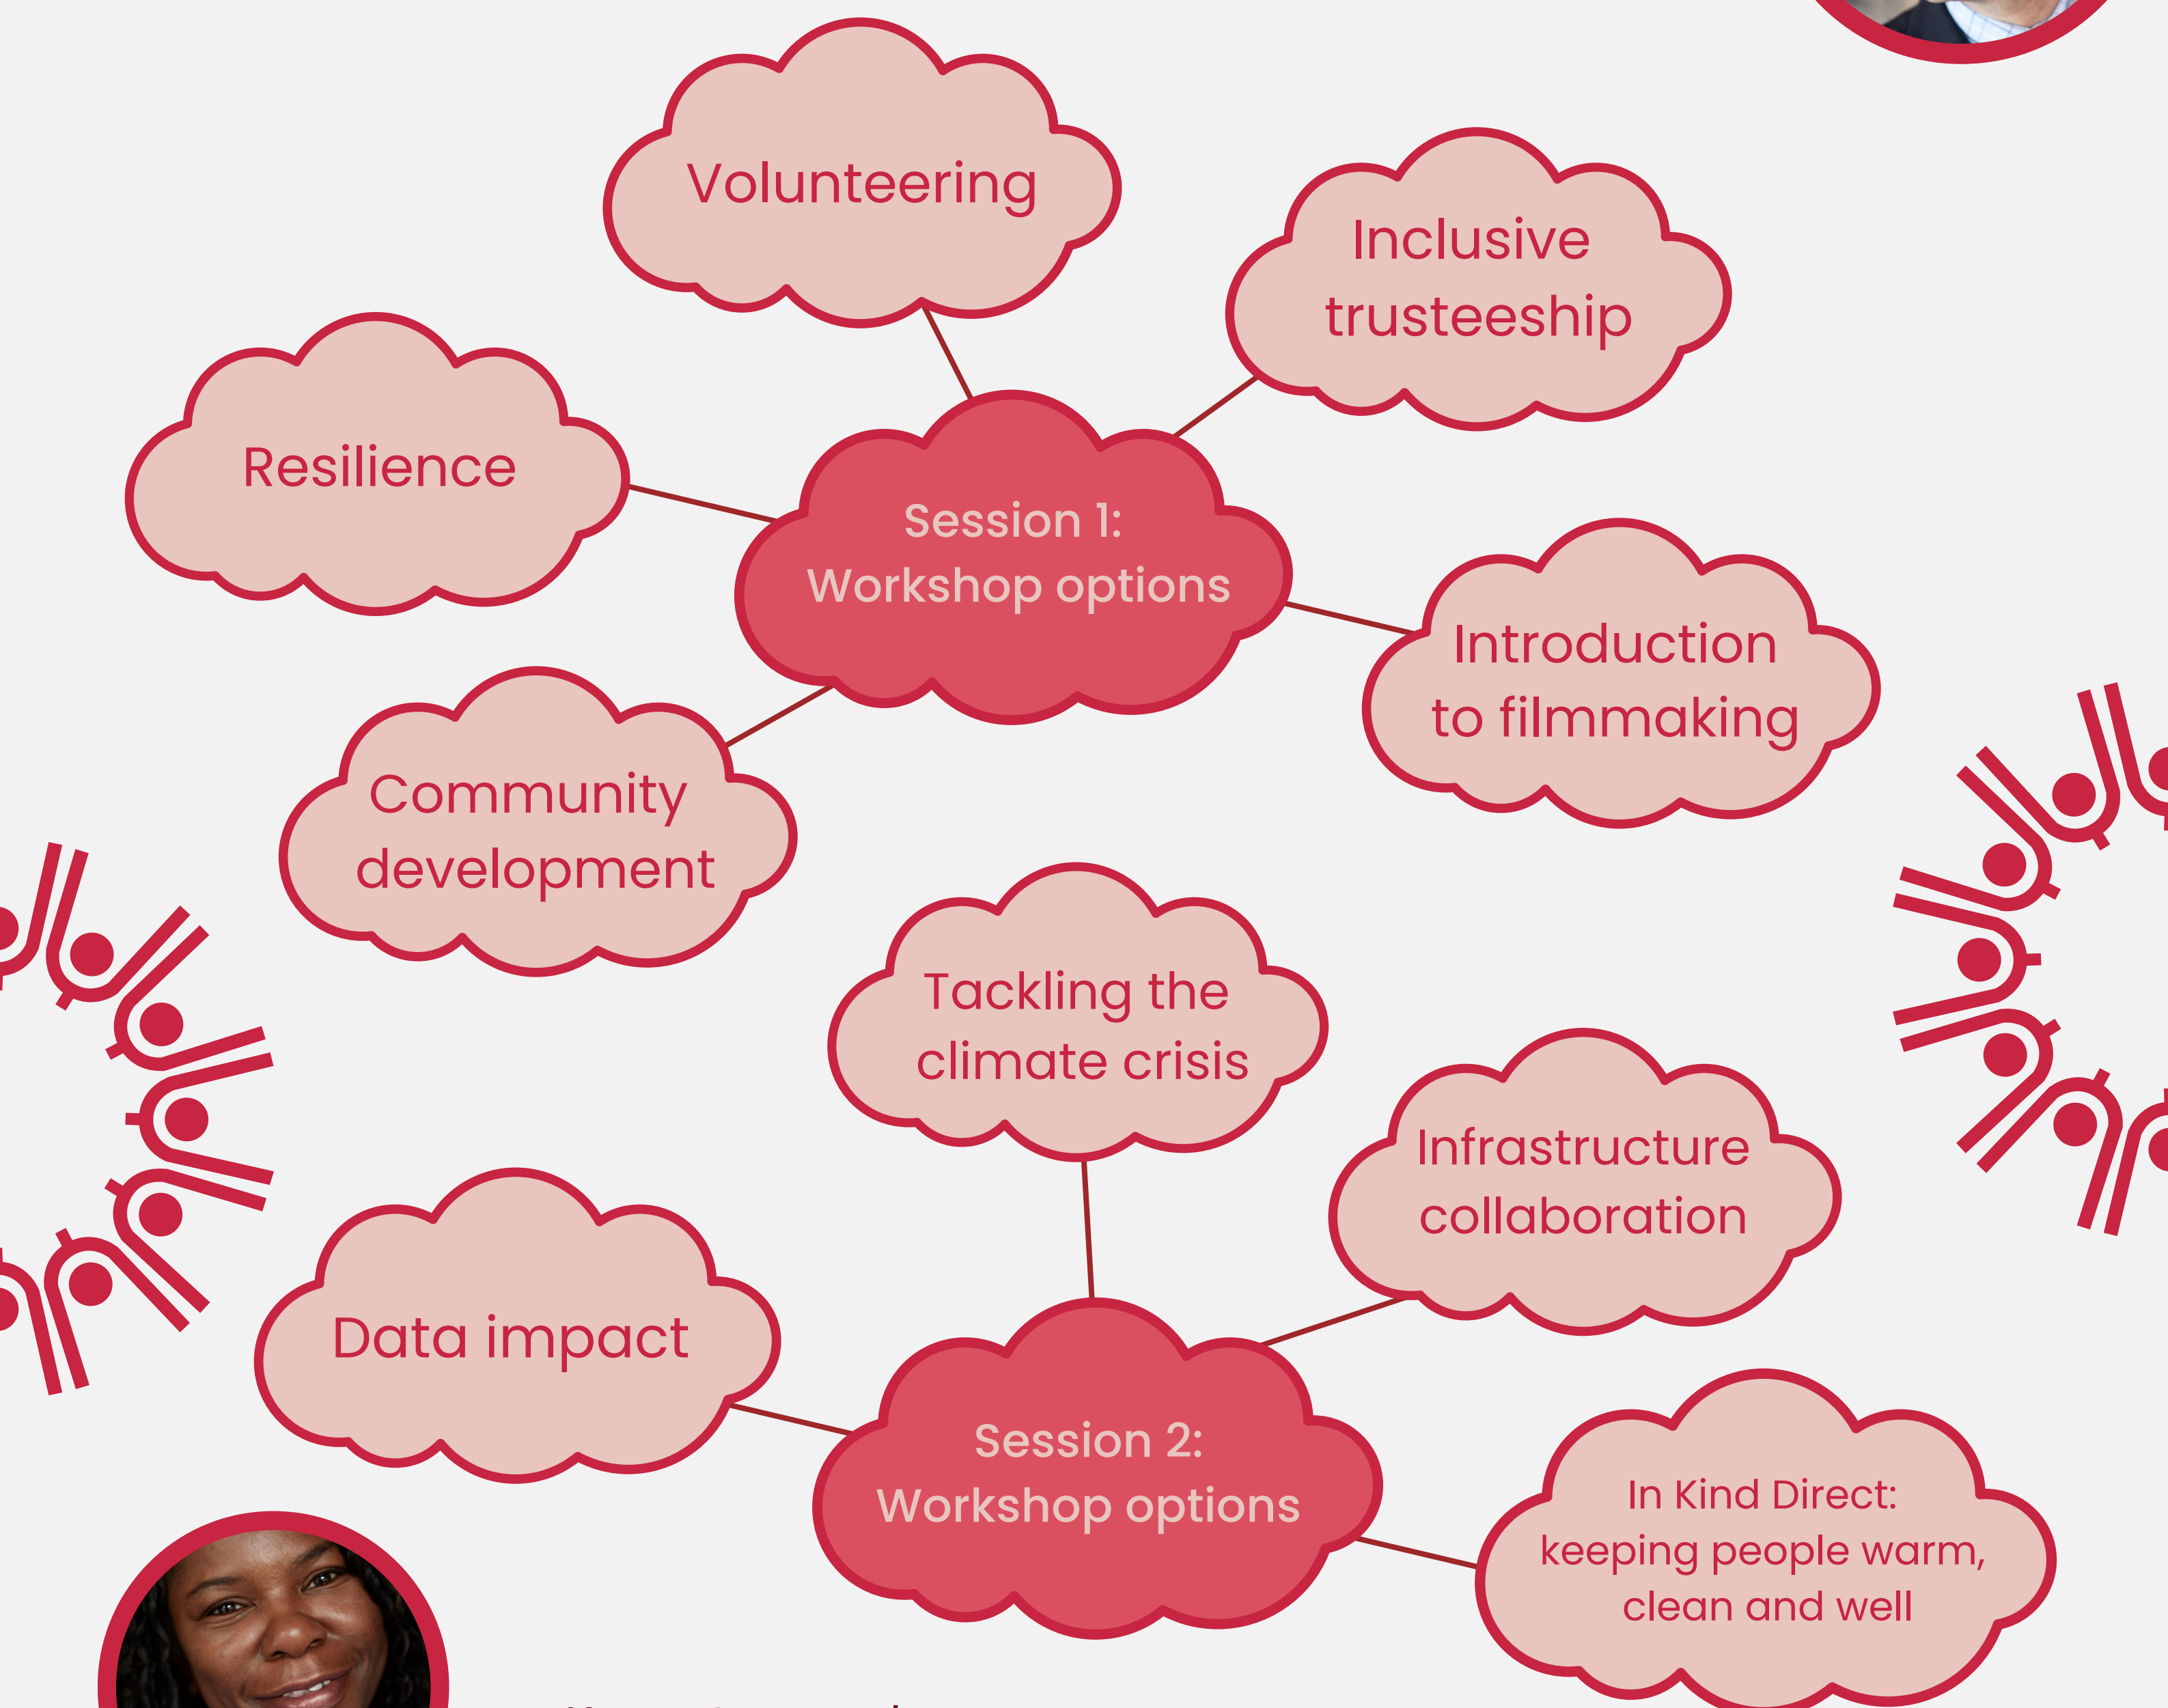 Volunteering
Inclusive
trusteeship
Resilience
Session 1:
Workshop options
Introduction
to filmmaking
Community
development
Tackling the
climate crisis
Infrastructure
collaboration
Data impact
Session 2:
Workshop options
In Kind Direct:
keeping people warm,
clean and well